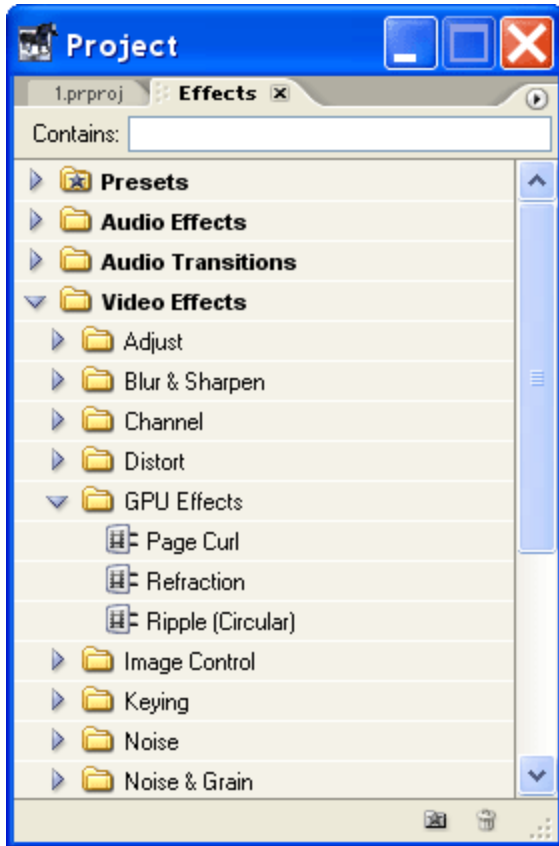 Project
1.prproj Effects
Contains:
Presets
Audio Effects
Audio Transitions
Video Effects
Adjust
Blur & Sharpen
Channel
Distort
GPU Effects
Page Curl
Refraction
Ripple (Circular)
Image Control
Keying
Noise
Noise & Grain